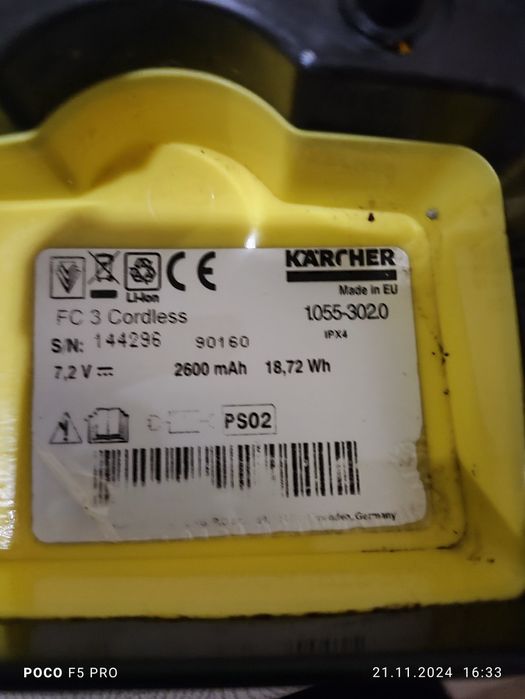 Li-Ion
KÄRCHER
Made in EU
FC 3 Cordless
1.055-302.0
IPX4
S/N: 144296 90160
7,2 V 2600 mAh 18,72 Wh
PS02
Germany
POCO F5 PRO
21.11.2024 16:33